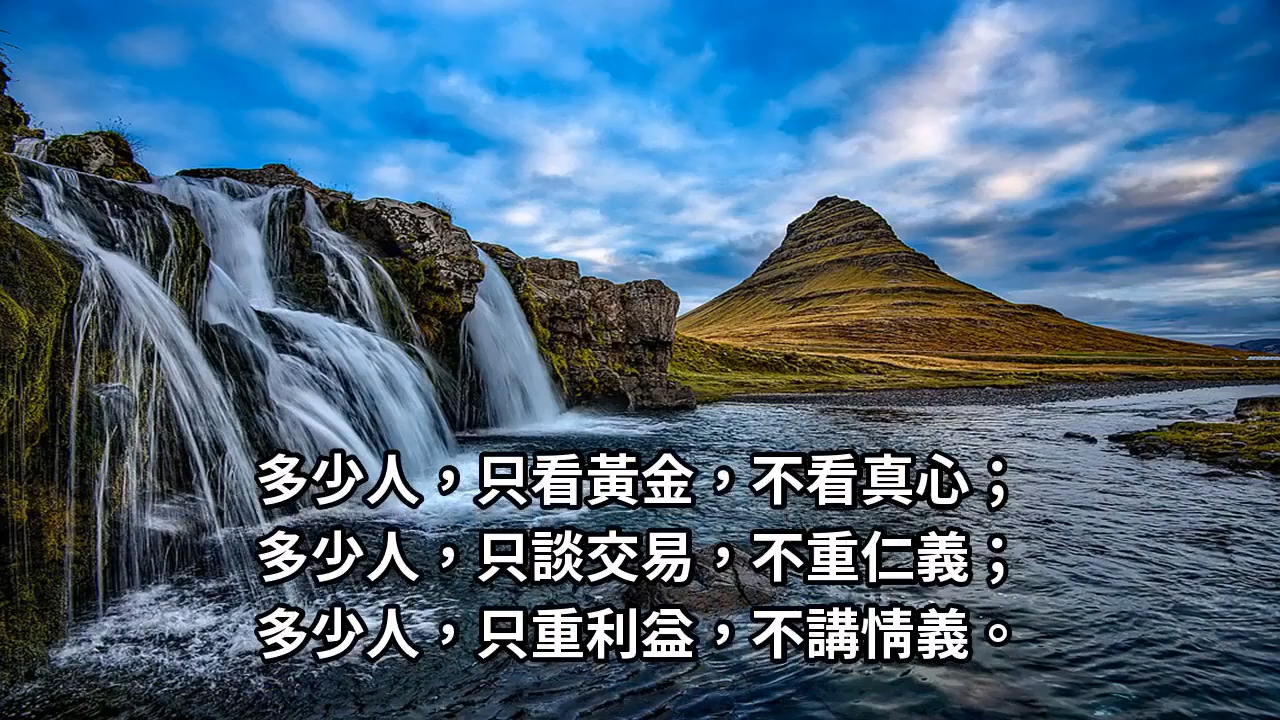 多少人，只看黃金，不看真心；
多少人，只談交易，不重仁義；
多少人，只重利益，不講情義。